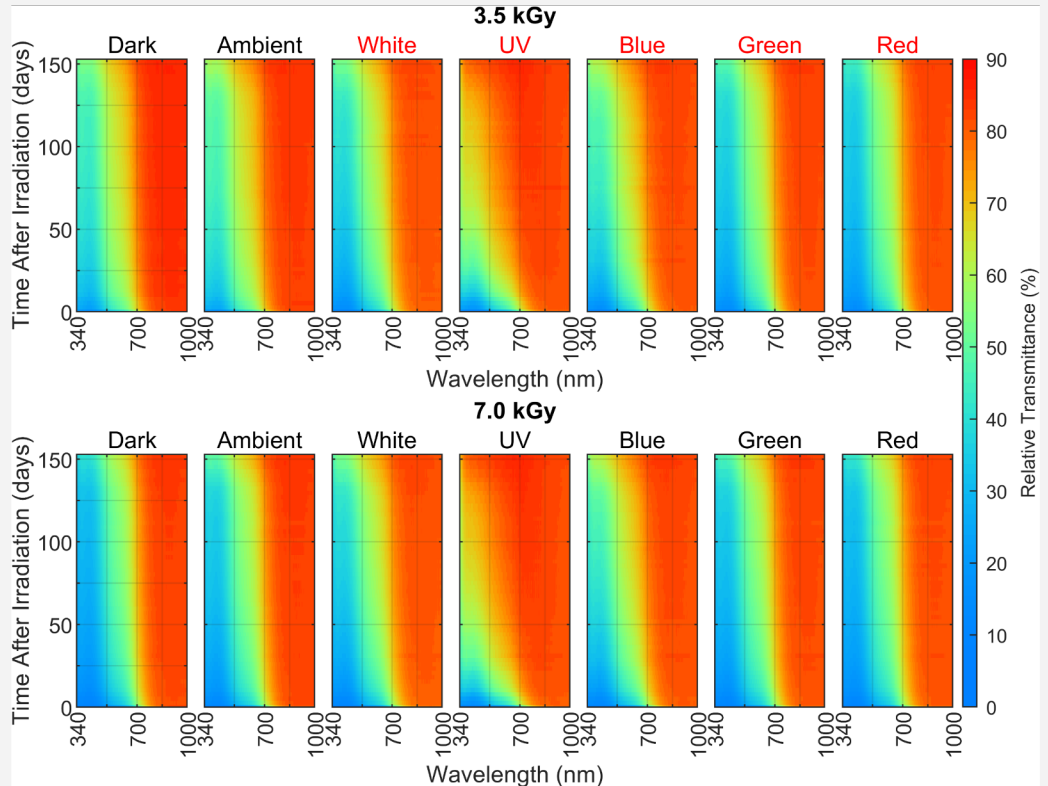 3.5 kGy
Dark Ambient White UV Blue Green Red
Time After Irradiation (days)
150
100
50
0
340 700 1000 340 700 1000 340 700 1000 340 700 1000 340 700 1000 340 700 1000 340 700 1000
Wavelength (nm)
7.0 kGy
Dark Ambient White UV Blue Green Red
Time After Irradiation (days)
150
100
50
0
340 700 1000 340 700 1000 340 700 1000 340 700 1000 340 700 1000 340 700 1000 340 700 1000
Wavelength (nm)
90
80
70
60
50
40
30
20
10
0
Relative Transmittance (%)